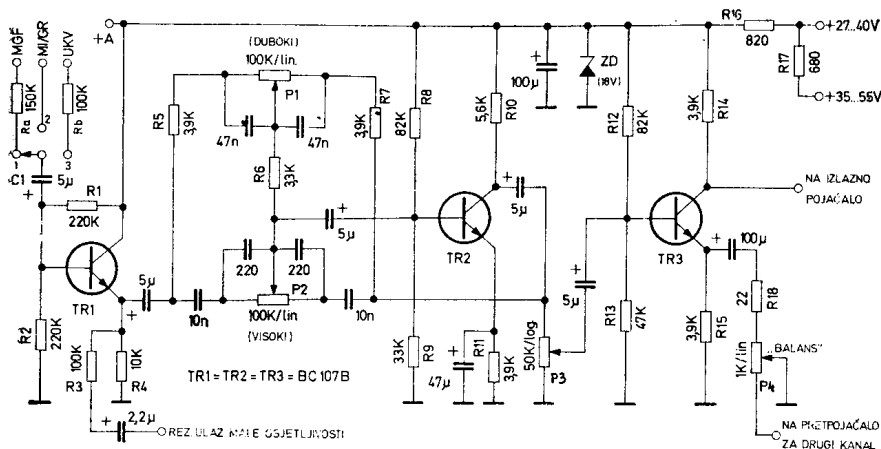 MGF
MI/GR
UKV
+A
Ra
150K
Rb
100K
1
2
3
C1
5µ
+
R1
220K
TR1
R2
220K
R3
100K
R4
10K
5µ
+
2,2µ
+
REZ. ULAZ MALE OSJETLJIVOSTI
TR1 = TR2 = TR3 = BC 107B
R5
3,9K
(DUBOKI)
100K/lin.
P1
47n
47n
R6
3,3K
R7
3,9K
220
220
P2
100K/lin
(VISOKI)
10n
10n
5µ
+
R8
82K
R9
33K
R10
5,6K
TR2
+
5µ
R11
3,9K
47µ
+
50K/log
P3
100µ
+
ZD
(18V)
5µ
+
R12
82K
R13
47K
R14
3,9K
TR3
R15
3,9K
100µ
+
R16
820
R17
680
+27...40V
+35...55V
NA IZLAZNO
POJAČALO
22
R18
„BALANS"
1K/lin
P4
NA PRETPOJAČALO
ZA DRUGI KANAL